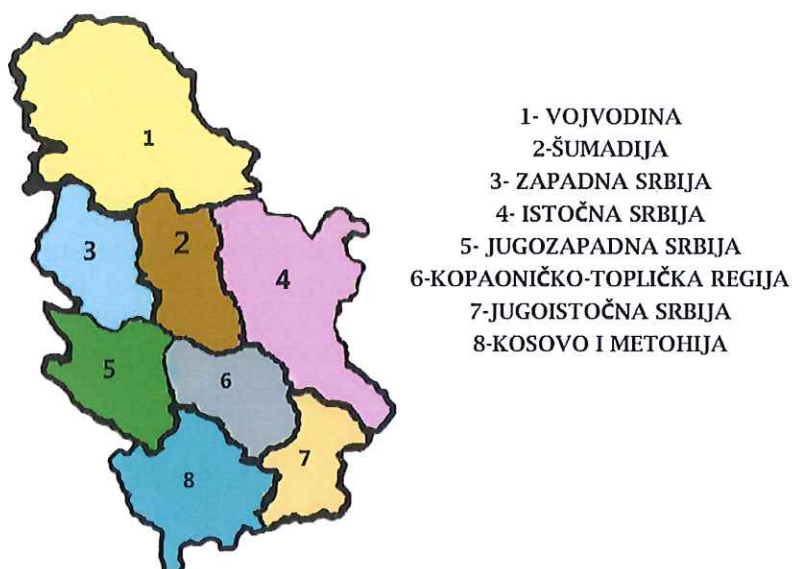 1
2
3
4
5
6
7
8
1- VOJVODINA
2-ŠUMADIJA
3- ZAPADNA SRBIJA
4- ISTOČNA SRBIJA
5- JUGOZAPADNA SRBIJA
6-KOPAONIČKO-TOPLIČKA REGIJA
7-JUGOISTOČNA SRBIJA
8-KOSOVO I METOHIJA